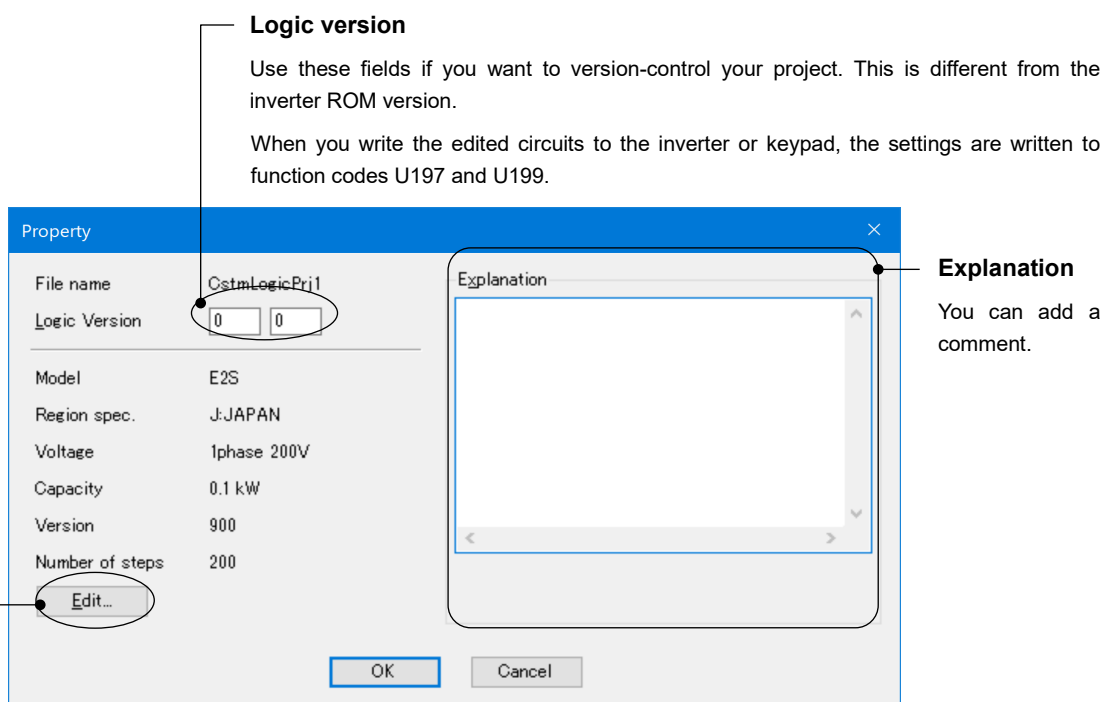 Logic version
Use these fields if you want to version-control your project. This is different from the
inverter ROM version.
When you write the edited circuits to the inverter or keypad, the settings are written to
function codes U197 and U199.
Property
File name CstmLogicPrj1
Logic Version 0 0
Model E2S
Region spec. J:JAPAN
Voltage 1phase 200V
Capacity 0.1 kW
Version 900
Number of steps 200
Edit...
Explanation
OK Cancel
Explanation
You can add a
comment.